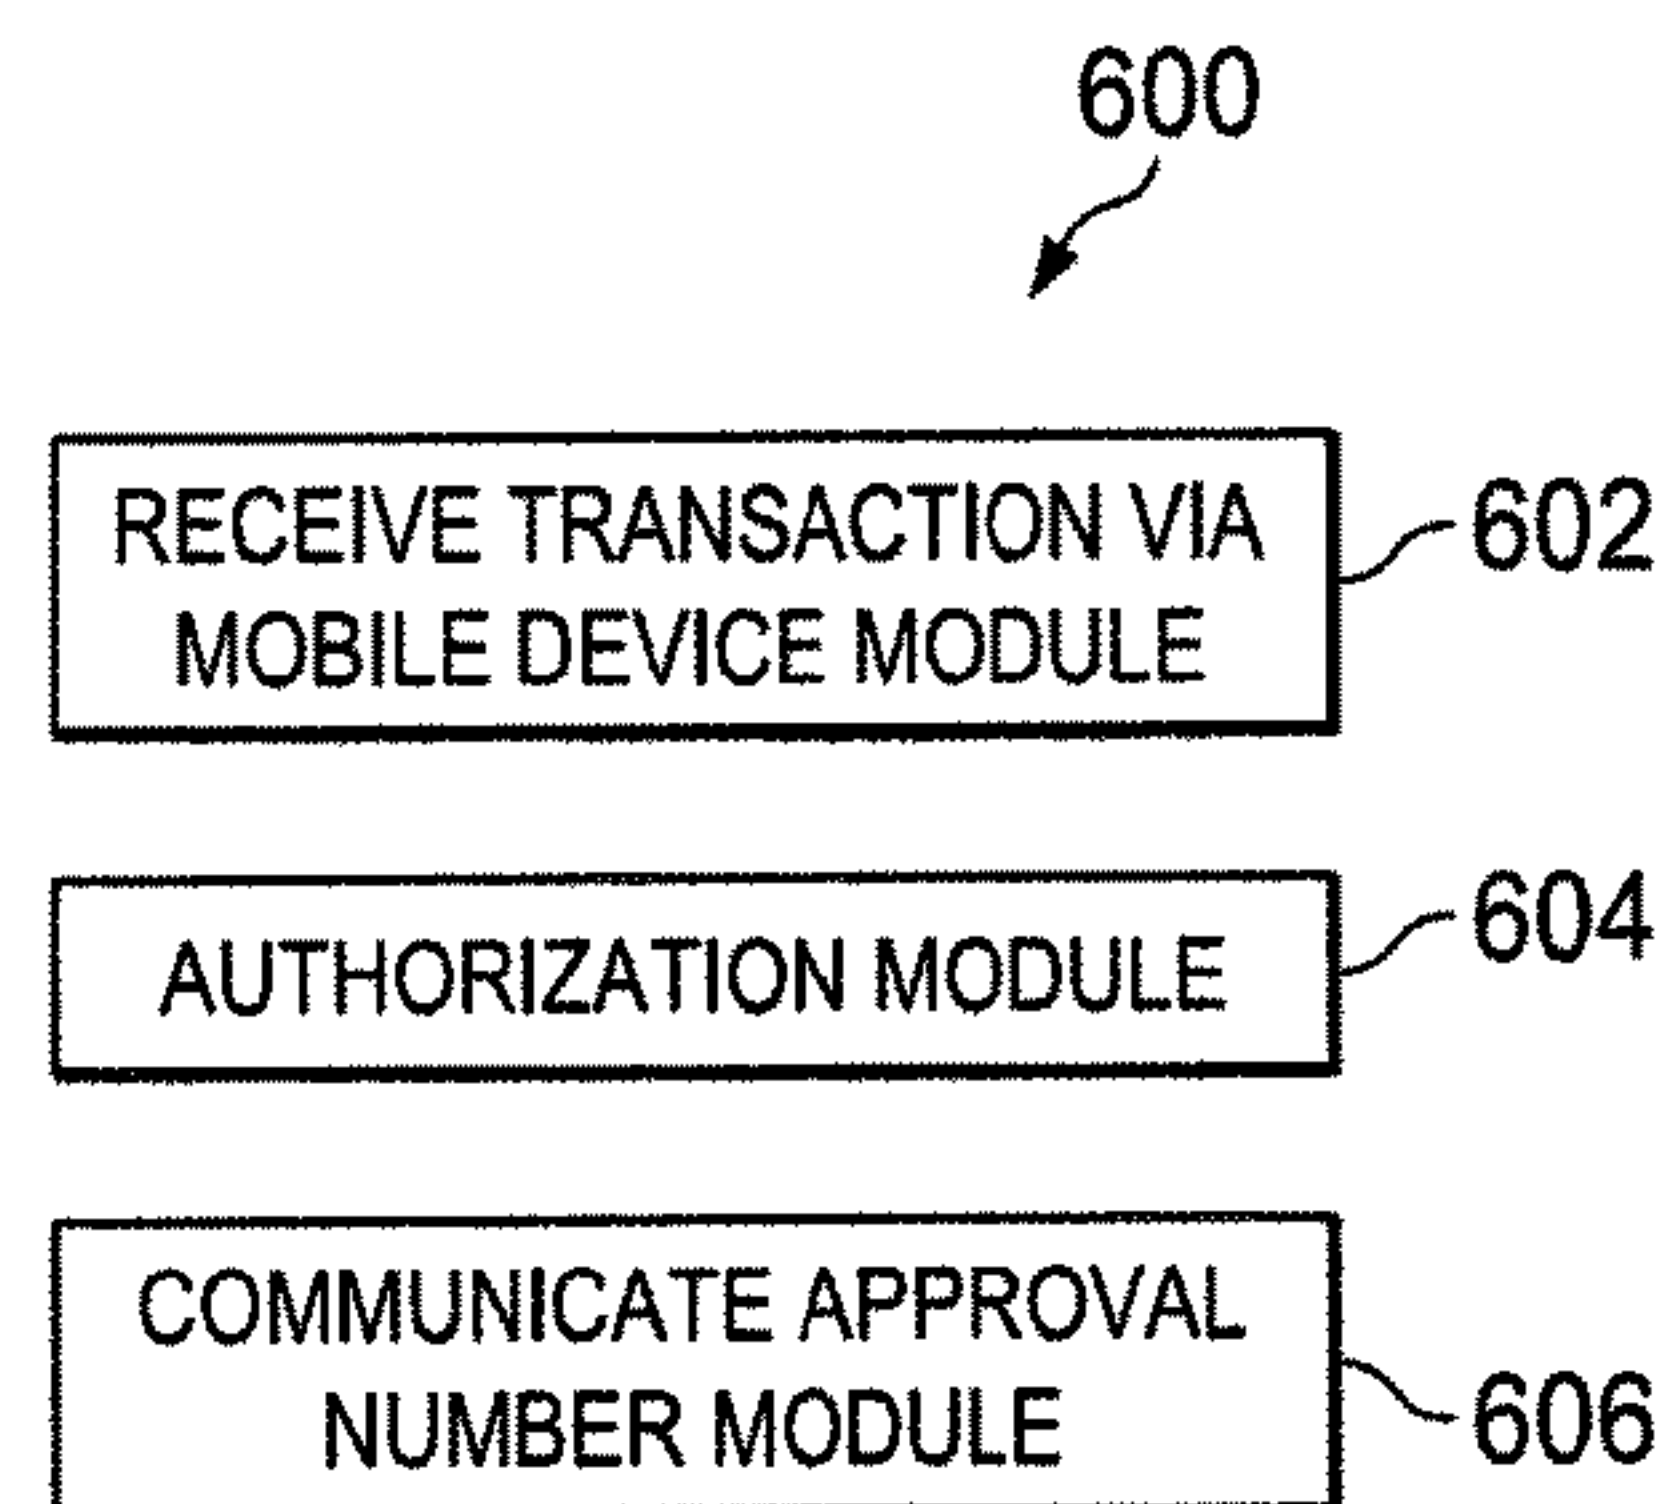 600
RECEIVE TRANSACTION VIA
MOBILE DEVICE MODULE
602
AUTHORIZATION MODULE
604
COMMUNICATE APPROVAL
NUMBER MODULE
606